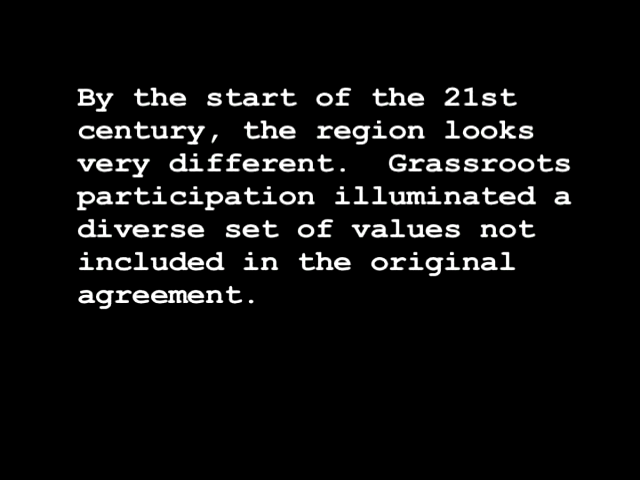 By the start of the 21st
century, the region looks
very different.  Grassroots
participation illuminated a
diverse set of values not
included in the original
agreement.